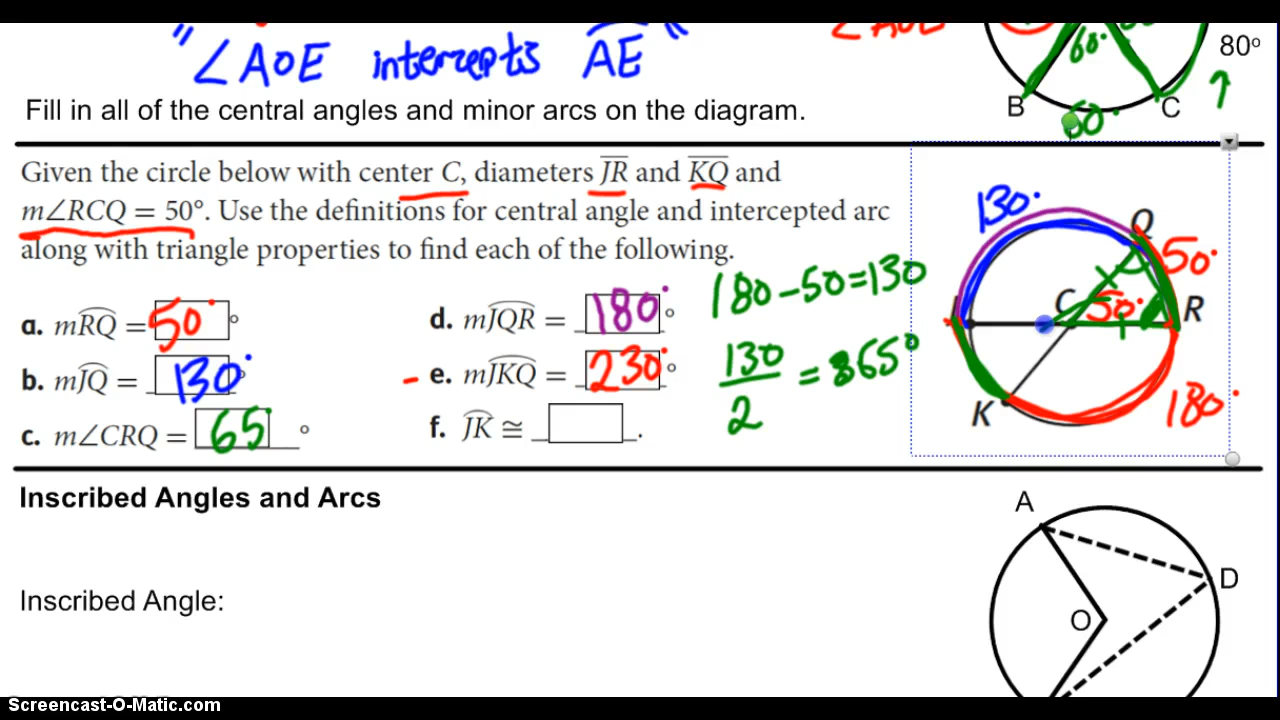 "∠AOE intercepts AE"
∠AOE
60°
80°
B
C
60°
Fill in all of the central angles and minor arcs on the diagram.
Given the circle below with center C, diameters JR and KQ and
m∠RCQ = 50°. Use the definitions for central angle and intercepted arc
along with triangle properties to find each of the following.
a. mRQ = 50° °
b. mJQ = 130°
c. m∠CRQ = 65° °
d. mJQR = 180° °
e. mJKQ = 230° °
f. JK ≅ .
180-50=130
130/2 = 65°
130°
Q
50°
C
50°
R
K
180°
Inscribed Angles and Arcs
A
D
Inscribed Angle:
O
Screencast-O-Matic.com